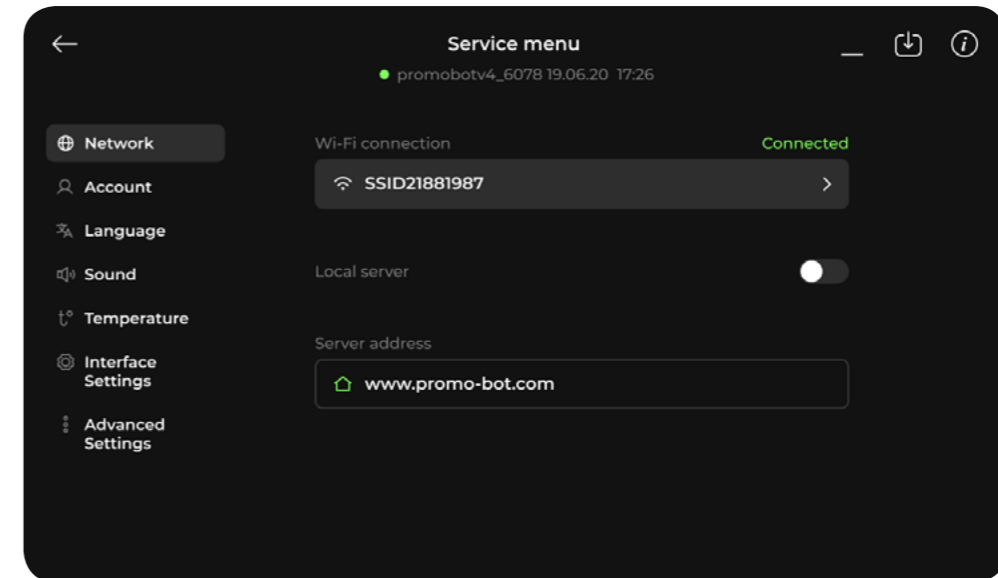 Service menu
promobotv4_6078 19.06.20 17:26
Network
Account
Language
Sound
t° Temperature
Interface
Settings
Advanced
Settings
Wi-Fi connection
Connected
SSID21881987
Local server
Server address
www.promo-bot.com